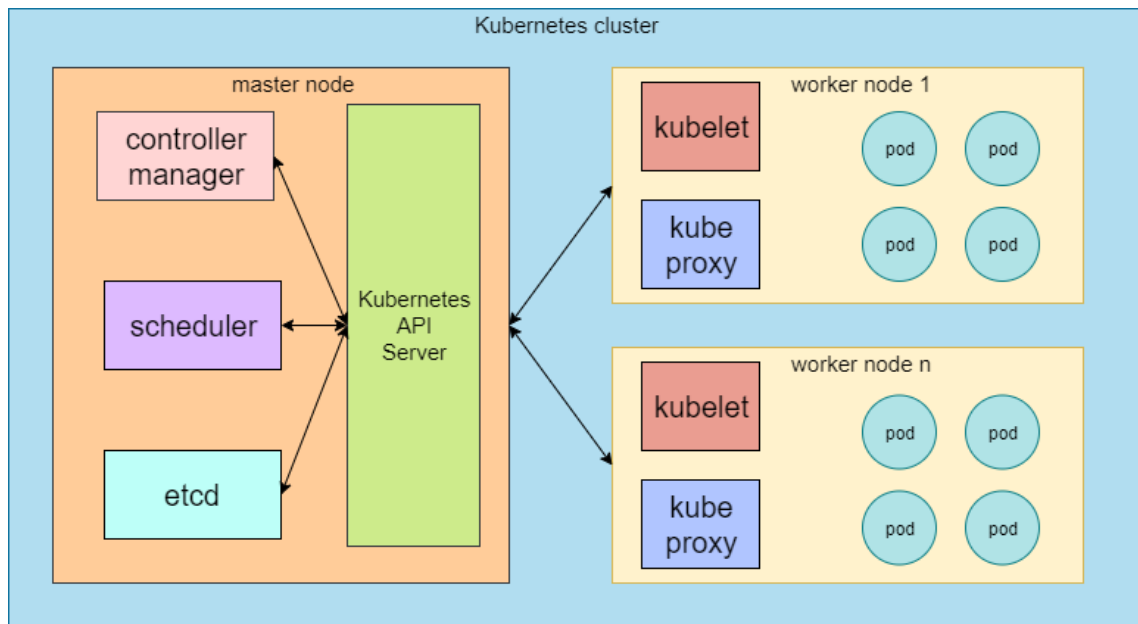 Kubernetes cluster
master node
controller
manager
scheduler
etcd
Kubernetes
API
Server
worker node 1
kubelet
kube
proxy
pod
pod
pod
pod
worker node n
kubelet
kube
proxy
pod
pod
pod
pod